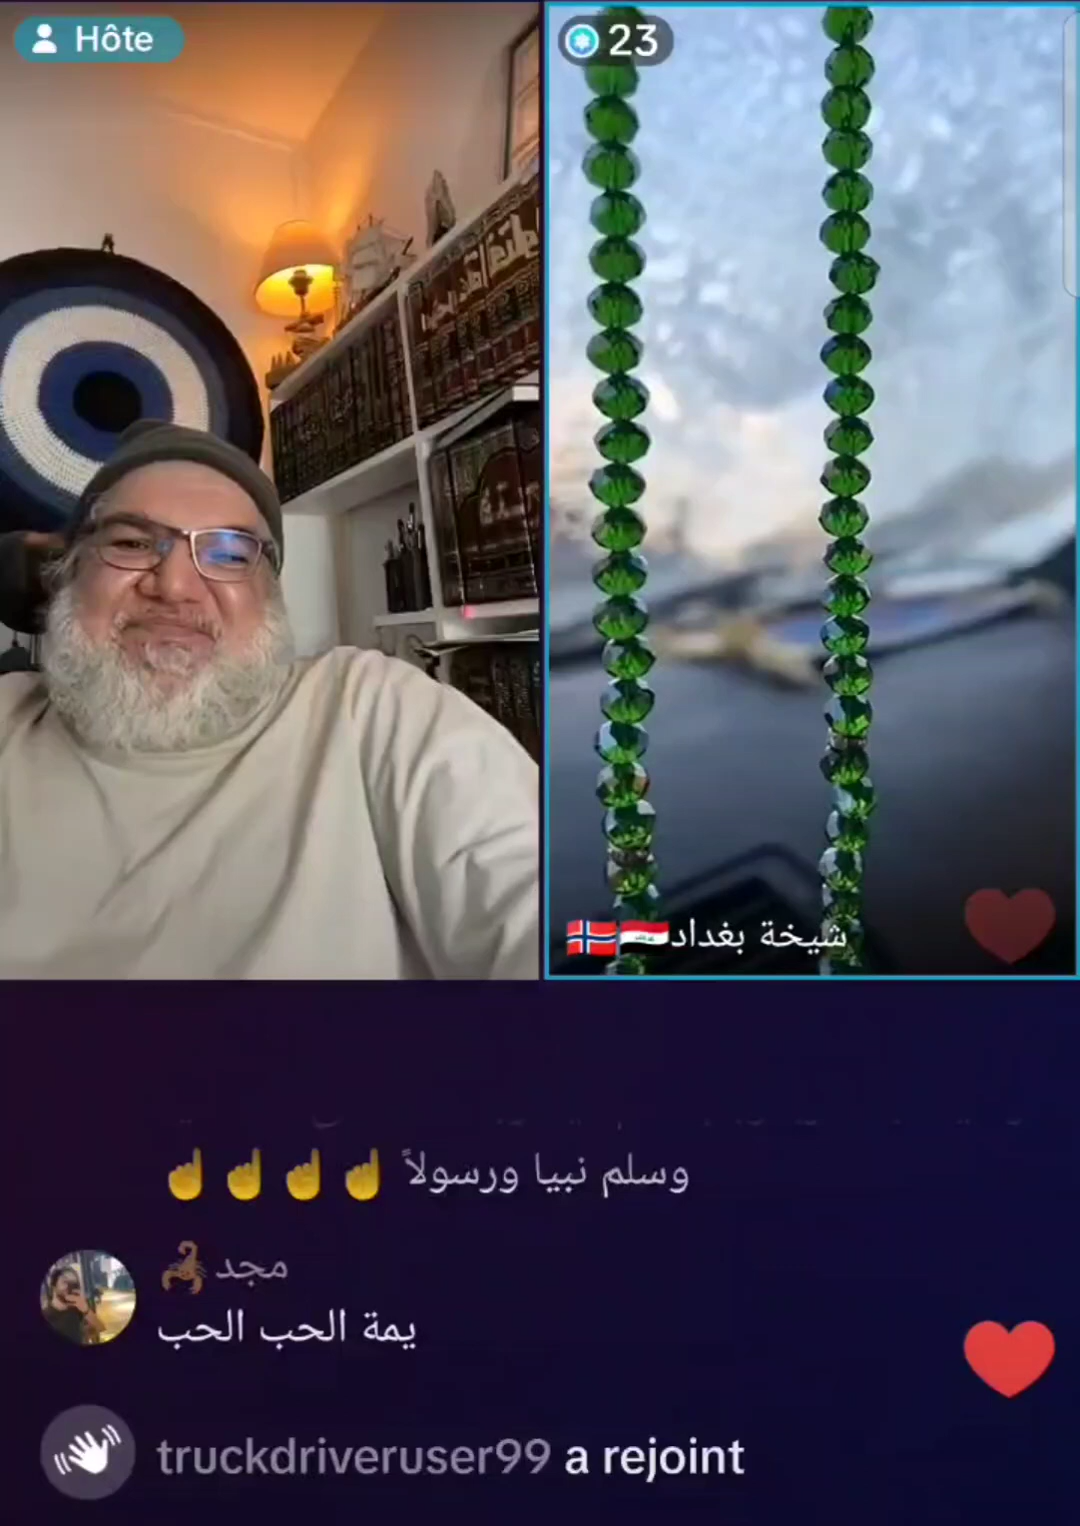 Hôte
23
شيخة بغداد🇮🇶🇳🇴
وسلم نبيا ورسولاً ☝️☝️☝️☝️
مجد🦂
يمة الحب الحب
truckdriveruser99 a rejoint